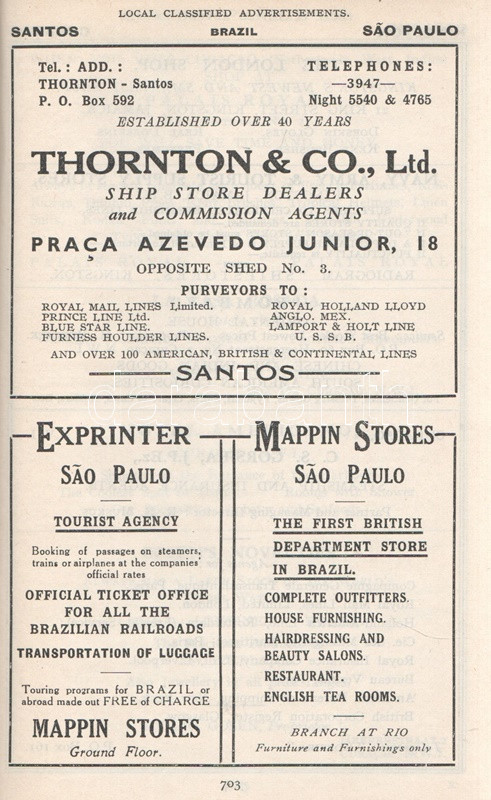 LOCAL CLASSIFIED ADVERTISEMENTS.
SANTOS BRAZIL SÃO PAULO
Tel.: ADD.: TELEPHONES:
THORNTON - Santos —3947—
P. O. Box 592 Night 5540 & 4765
ESTABLISHED OVER 40 YEARS
THORNTON & CO., Ltd.
SHIP STORE DEALERS
and COMMISSION AGENTS
PRAÇA AZEVEDO JUNIOR, 18
OPPOSITE SHED No. 3.
PURVEYORS TO:
ROYAL MAIL LINES Limited. ROYAL HOLLAND LLOYD
PRINCE LINE Ltd. ANGLO. MEX.
BLUE STAR LINE. LAMPORT & HOLT LINE
FURNESS HOULDER LINES. U. S. S. B.
AND OVER 100 AMERICAN, BRITISH & CONTINENTAL LINES
SANTOS
EXPRINTER
SÃO PAULO
TOURIST AGENCY
Booking of passages on steamers,
trains or airplanes at the companies'
official rates
OFFICIAL TICKET OFFICE
FOR ALL THE
BRAZILIAN RAILROADS
TRANSPORTATION OF LUGGAGE
Touring programs for BRAZIL or
abroad made out FREE of CHARGE
MAPPIN STORES
Ground Floor.
MAPPIN STORES
SÃO PAULO
THE FIRST BRITISH
DEPARTMENT STORE
IN BRAZIL.
COMPLETE OUTFITTERS.
HOUSE FURNISHING.
HAIRDRESSING AND
BEAUTY SALONS.
RESTAURANT.
ENGLISH TEA ROOMS.
BRANCH AT RIO
Furniture and Furnishings only
703